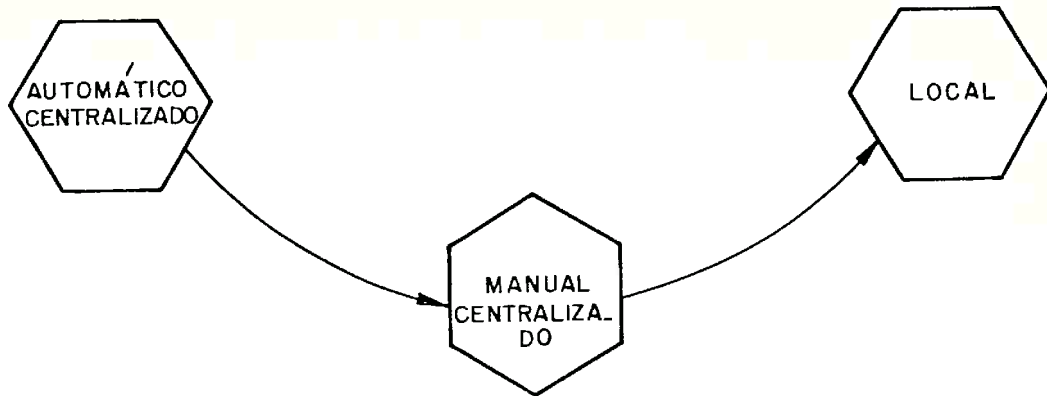 AUTOMÁTICO
CENTRALIZADO
LOCAL
MANUAL
CENTRALIZA_
DO